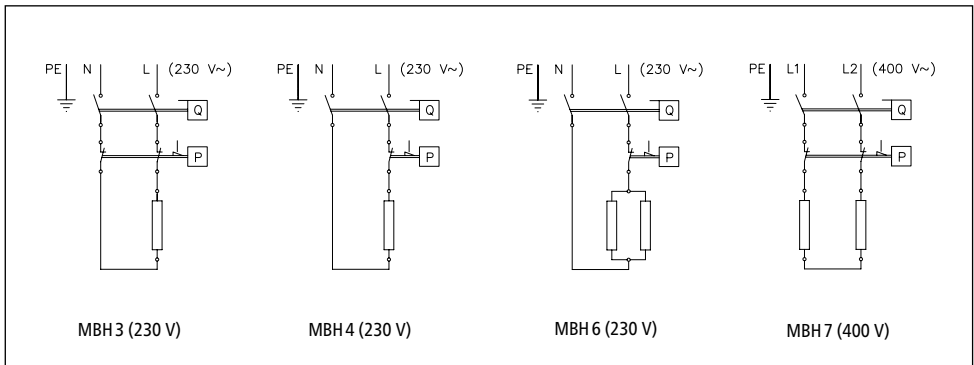 PE N L (230 V~)
Q
P
MBH 3 (230 V)
PE N L (230 V~)
Q
P
MBH 4 (230 V)
PE N L (230 V~)
Q
P
MBH 6 (230 V)
PE L1 L2 (400 V~)
Q
P
MBH 7 (400 V)